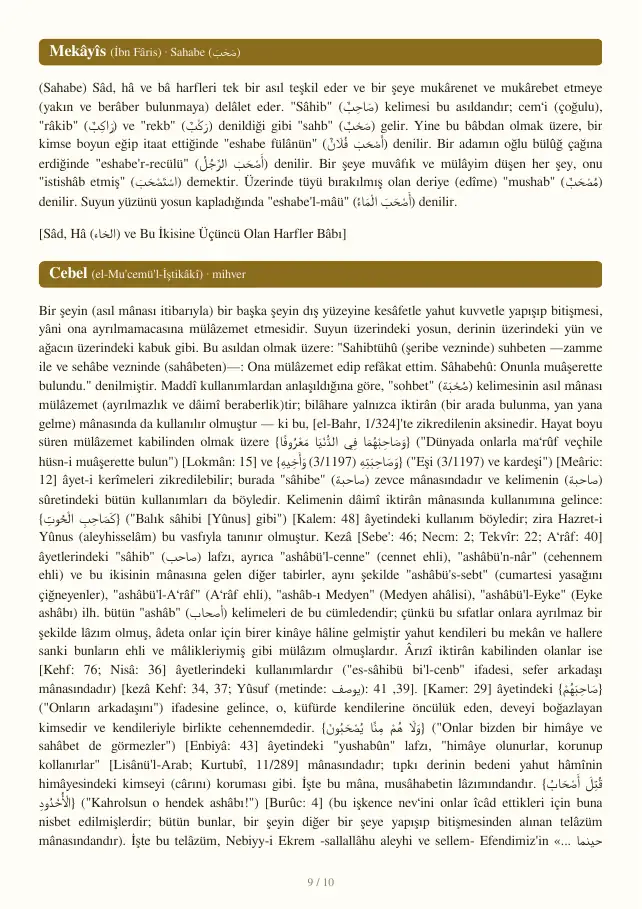 Mekâyîs (İbn Fâris) · Sahabe (صَحَبَ)
(Sahabe) Sâd, hâ ve bâ harfleri tek bir asıl teşkil eder ve bir şeye mukârenet ve mukârebet etmeye
(yakın ve berâber bulunmaya) delâlet eder. "Sâhib" (صَاحِبٌ) kelimesi bu asıldandır; cem‘i (çoğulu),
"râkib" (رَاكِبٌ) ve "rekb" (رَكْبٌ) denildiği gibi "sahb" (صَحْبٌ) gelir. Yine bu bâbdan olmak üzere, bir
kimse boyun eğip itaat ettiğinde "eshabe fülânün" (أَصْحَبَ فُلَانٌ) denilir. Bir adamın oğlu bülûğ çağına
erdiğinde "eshabe'r-recülü" (أَصْحَبَ الرَّجُلُ) denilir. Bir şeye muvâfık ve mülâyim düşen her şey, onu
"istishâb etmiş" (اسْتَصْحَبَ) demektir. Üzerinde tüyü bırakılmış olan deriye (edîme) "mushab" (مُصْحَبٌ)
denilir. Suyun yüzünü yosun kapladığında "eshabe'l-mâü" (أَصْحَبَ الْمَاءُ) denilir.
[Sâd, Hâ (الحَاء) ve Bu İkisine Üçüncü Olan Harfler Bâbı]
Cebel (el-Mu'cemü'l-İştikâkî) · mihver
Bir şeyin (asıl mânası itibarıyla) bir başka şeyin dış yüzeyine kesâfetle yahut kuvvetle yapışıp bitişmesi,
yâni ona ayrılmamacasına mülâzemet etmesidir. Suyun üzerindeki yosun, derinin üzerindeki yün ve
ağacın üzerindeki kabuk gibi. Bu asıldan olmak üzere: "Sahibtühû (şeribe vezninde) suhbeten —zamme
ile ve sehâbe vezninde (sahâbeten)—: Ona mülâzemet edip refâkat ettim. Sâhabehû: Onunla muâşerette
bulundu." denilmiştir. Maddî kullanımlardan anlaşıldığına göre, "sohbet" (صُحْبَة) kelimesinin asıl mânası
mülâzemet (ayrılmazlık ve dâimî beraberlik)tir; bilâhare yalnızca iktirân (bir arada bulunma, yan yana
gelme) mânasında da kullanılır olmuştur — ki bu, [el-Bahr, 1/324]'te zikredilenin aksinedir. Hayat boyu
süren mülâzemet kabilinden olmak üzere {وَصَاحِبْهُمَا فِي الدُّنْيَا مَعْرُوفًا} ("Dünyada onlarla ma‘rûf veçhile
hüsn-i muâşerette bulun") [Lokmân: 15] ve {وَصَاحِبَتِهِ (3/1197) وَأَخِيهِ} ("Eşi (3/1197) ve kardeşi") [Meâric:
12] âyet-i kerîmeleri zikredilebilir; burada "sâhibe" (صاحبة) zevce mânasındadır ve kelimenin (صاحبة)
sûretindeki bütün kullanımları da böyledir. Kelimenin dâimî iktirân mânasında kullanımına gelince:
{كَصَاحِبِ الْحُوتِ} ("Balık sâhibi [Yûnus] gibi") [Kalem: 48] âyetindeki kullanım böyledir; zira Hazret-i
Yûnus (aleyhisselâm) bu vasfıyla tanınır olmuştur. Kezâ [Sebe': 46; Necm: 2; Tekvîr: 22; A‘râf: 40]
âyetlerindeki "sâhib" (صاحب) lafzı, ayrıca "ashâbü'l-cenne" (cennet ehli), "ashâbü'n-nâr" (cehennem
ehli) ve bu ikisinin mânasına gelen diğer tabirler, aynı şekilde "ashâbü's-sebt" (cumartesi yasağını
çiğneyenler), "ashâbü'l-A‘râf" (A‘râf ehli), "ashâb-ı Medyen" (Medyen ahâlisi), "ashâbü'l-Eyke" (Eyke
ashâbı) ilh. bütün "ashâb" (أصحاب) kelimeleri de bu cümledendir; çünkü bu sıfatlar onlara ayrılmaz bir
şekilde lâzım olmuş, âdeta onlar için birer kinâye hâline gelmiştir yahut kendileri bu mekân ve hallere
sanki bunların ehli ve mâlikleriymiş gibi mülâzım olmuşlardır. Ârızî iktirân kabilinden olanlar ise
[Kehf: 76; Nisâ: 36] âyetlerindeki kullanımlardır ("es-sâhibü bi'l-cenb" ifadesi, sefer arkadaşı
mânasındadır) [kezâ Kehf: 34, 37; Yûsuf (metinde: يوسف): 41 ,39]. [Kamer: 29] âyetindeki {صَاحِبَهُمْ}
("Onların arkadaşını") ifadesine gelince, o, küfürde kendilerine öncülük eden, deveyi boğazlayan
kimsedir ve kendileriyle birlikte cehennemdedir. {وَلَا هُمْ مِنَّا يُصْحَبُونَ} ("Onlar bizden bir himâye ve
sahâbet de görmezler") [Enbiyâ: 43] âyetindeki "yushabûn" lafzı, "himâye olunurlar, korunup
kollanırlar" [Lisânü'l-Arab; Kurtubî, 11/289] mânasındadır; tıpkı derinin bedeni yahut hâmînin
himâyesindeki kimseyi (cârını) koruması gibi. İşte bu mâna, musâhabetin lâzımındandır. {قُتِلَ أَصْحَابُ
الْأُخْدُودِ} ("Kahrolsun o hendek ashâbı!") [Burûc: 4] (bu işkence nev‘ini onlar îcâd ettikleri için buna
nisbet edilmişlerdir; bütün bunlar, bir şeyin diğer bir şeye yapışıp bitişmesinden alınan telâzüm
mânasındandır). İşte bu telâzüm, Nebiyy-i Ekrem -sallallâhu aleyhi ve sellem- Efendimiz'in «... حينما
9 / 10